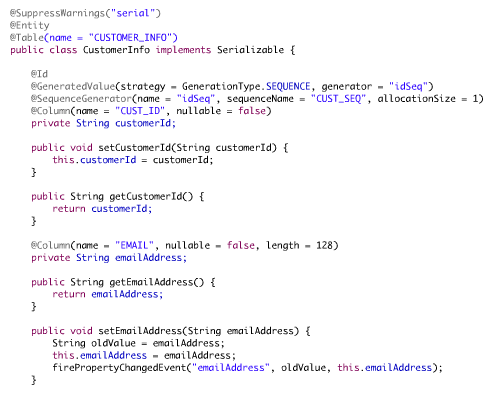 @SuppressWarnings("serial")
@Entity
@Table(name = "CUSTOMER_INFO")
public class CustomerInfo implements Serializable {
@Id
@GeneratedValue(strategy = GenerationType.SEQUENCE, generator = "idSeq")
@SequenceGenerator(name = "idSeq", sequenceName = "CUST_SEQ", allocationSize = 1)
@Column(name = "CUST_ID", nullable = false)
private String customerId;
public void setCustomerId(String customerId) {
this.customerId = customerId;
}
public String getCustomerId() {
return customerId;
}
@Column(name = "EMAIL", nullable = false, length = 128)
private String emailAddress;
public String getEmailAddress() {
return emailAddress;
}
public void setEmailAddress(String emailAddress) {
String oldValue = emailAddress;
this.emailAddress = emailAddress;
firePropertyChangedEvent("emailAddress", oldValue, this.emailAddress);
}